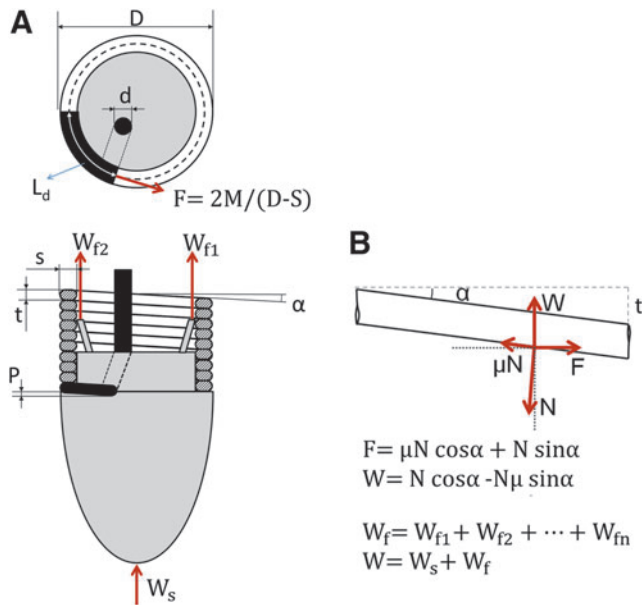 A
D
d
L_d
F= 2M/(D-S)
W_f2
W_f1
s
t
α
P
W_s
B
α
W
t
μN
F
N
F= μN cosα + N sinα
W= N cosα -Nμ sinα
W_f= W_f1+ W_f2 + ⋯ + W_fn
W= W_s+ W_f